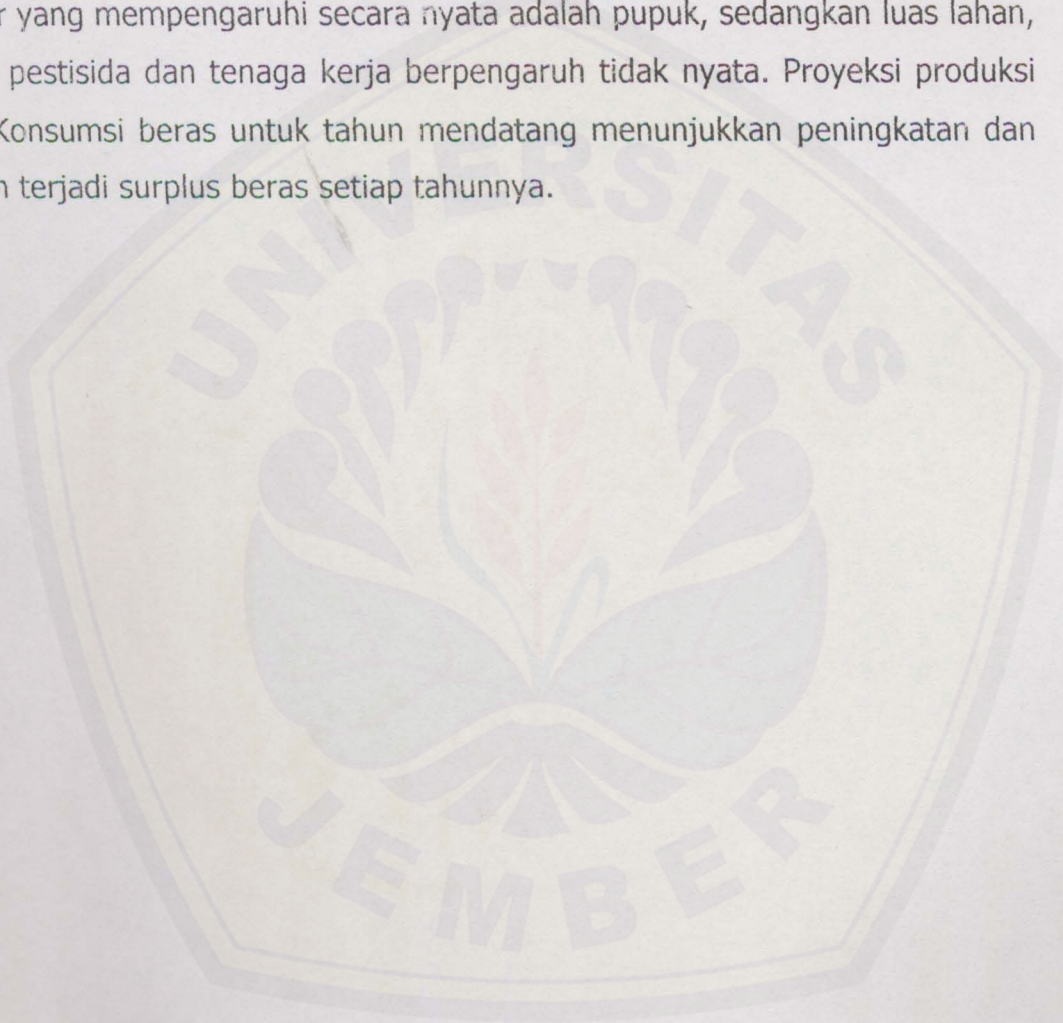 yang mempengaruhi secara nyata adalah pupuk, sedangkan luas lahan,
pestisida dan tenaga kerja berpengaruh tidak nyata. Proyeksi produksi
Konsumsi beras untuk tahun mendatang menunjukkan peningkatan dan
terjadi surplus beras setiap tahunnya.
UNIVERSITAS
JEMBER